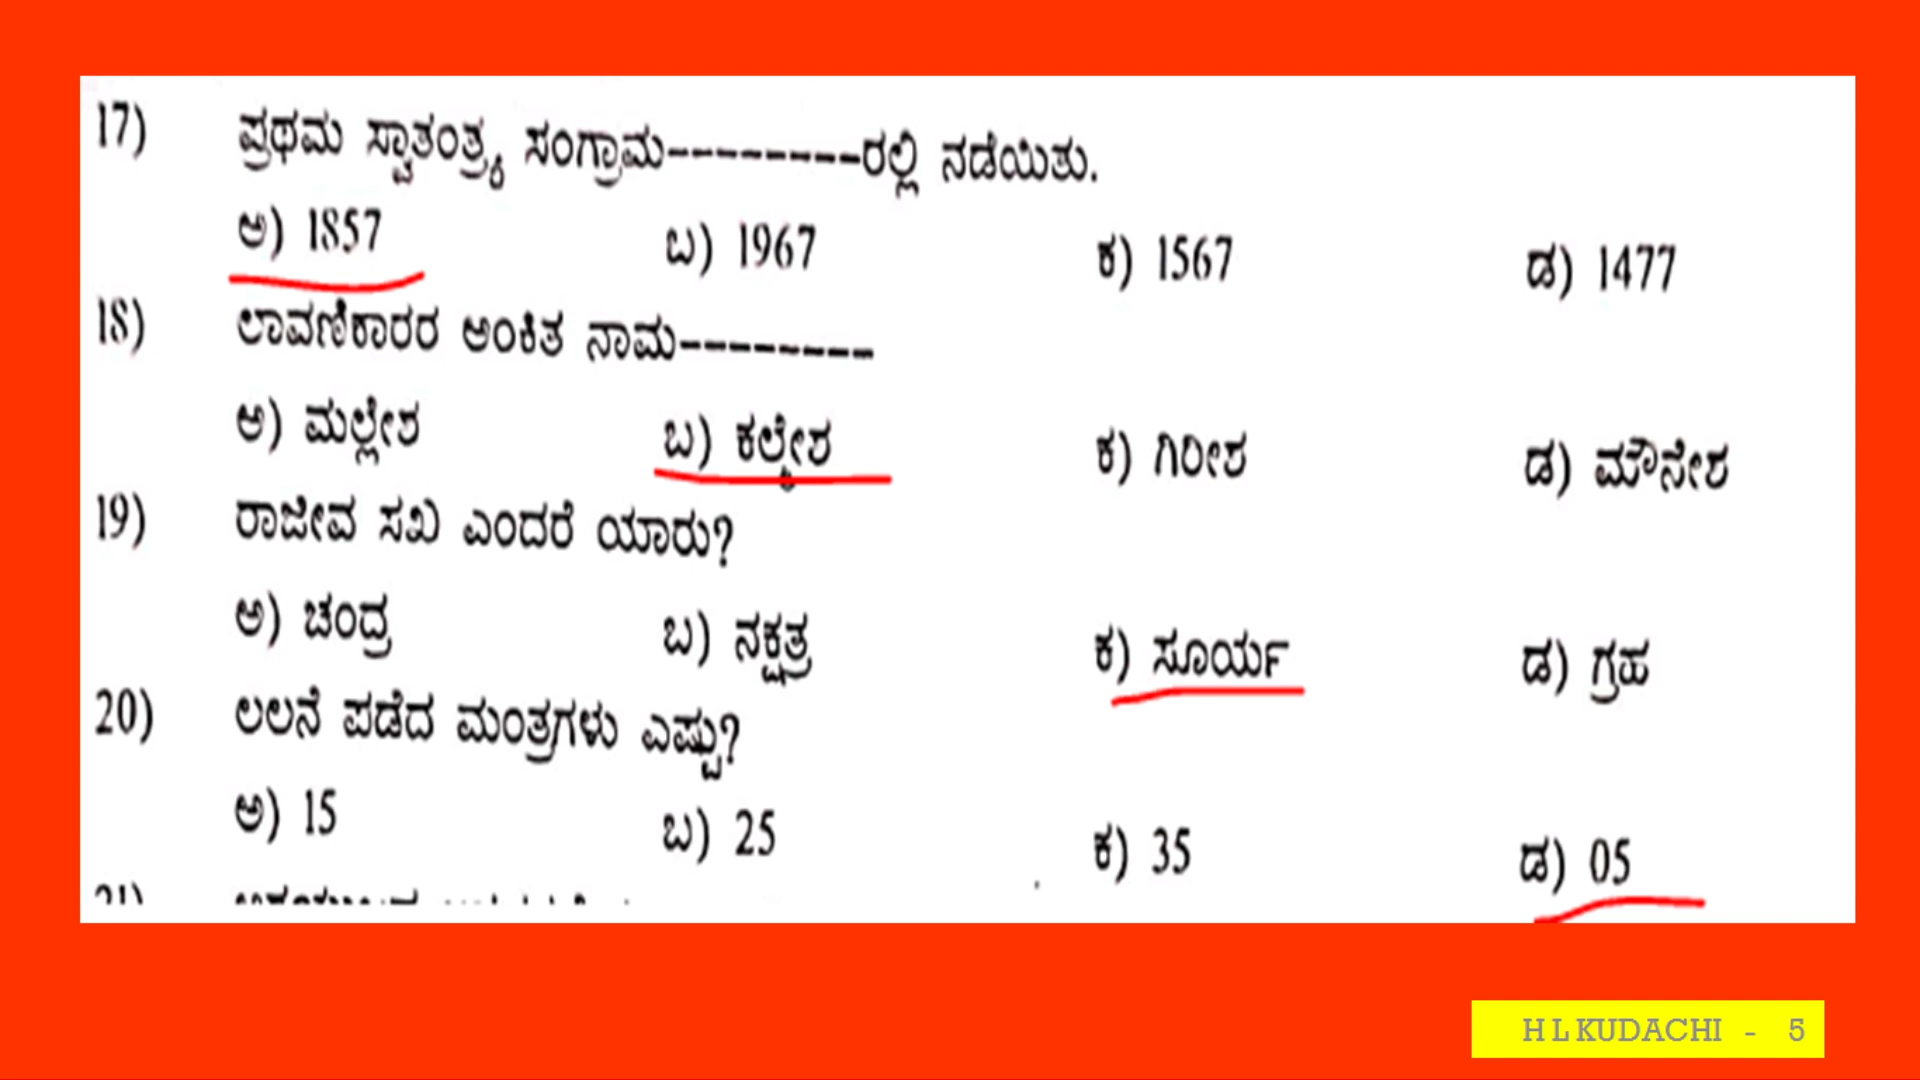 17) ಪ್ರಥಮ ಸ್ವಾತಂತ್ರ್ಯ ಸಂಗ್ರಾಮ--------ರಲ್ಲಿ ನಡೆಯಿತು.
ಅ) 1857 ಬ) 1967 ಕ) 1567 ಡ) 1477
18) ಲಾವಣಿಕಾರರ ಅಂಕಿತ ನಾಮ--------
ಅ) ಮಲ್ಲೇಶ ಬ) ಕಲ್ಮೇಶ ಕ) ಗಿರೀಶ ಡ) ಮೌನೇಶ
19) ರಾಜೀವ ಸಖ ಎಂದರೆ ಯಾರು?
ಅ) ಚಂದ್ರ ಬ) ನಕ್ಷತ್ರ ಕ) ಸೂರ್ಯ ಡ) ಗ್ರಹ
20) ಲಲನೆ ಪಡೆದ ಮಂತ್ರಗಳು ಎಷ್ಟು?
ಅ) 15 ಬ) 25 ಕ) 35 ಡ) 05
21)
H L KUDACHI - 5